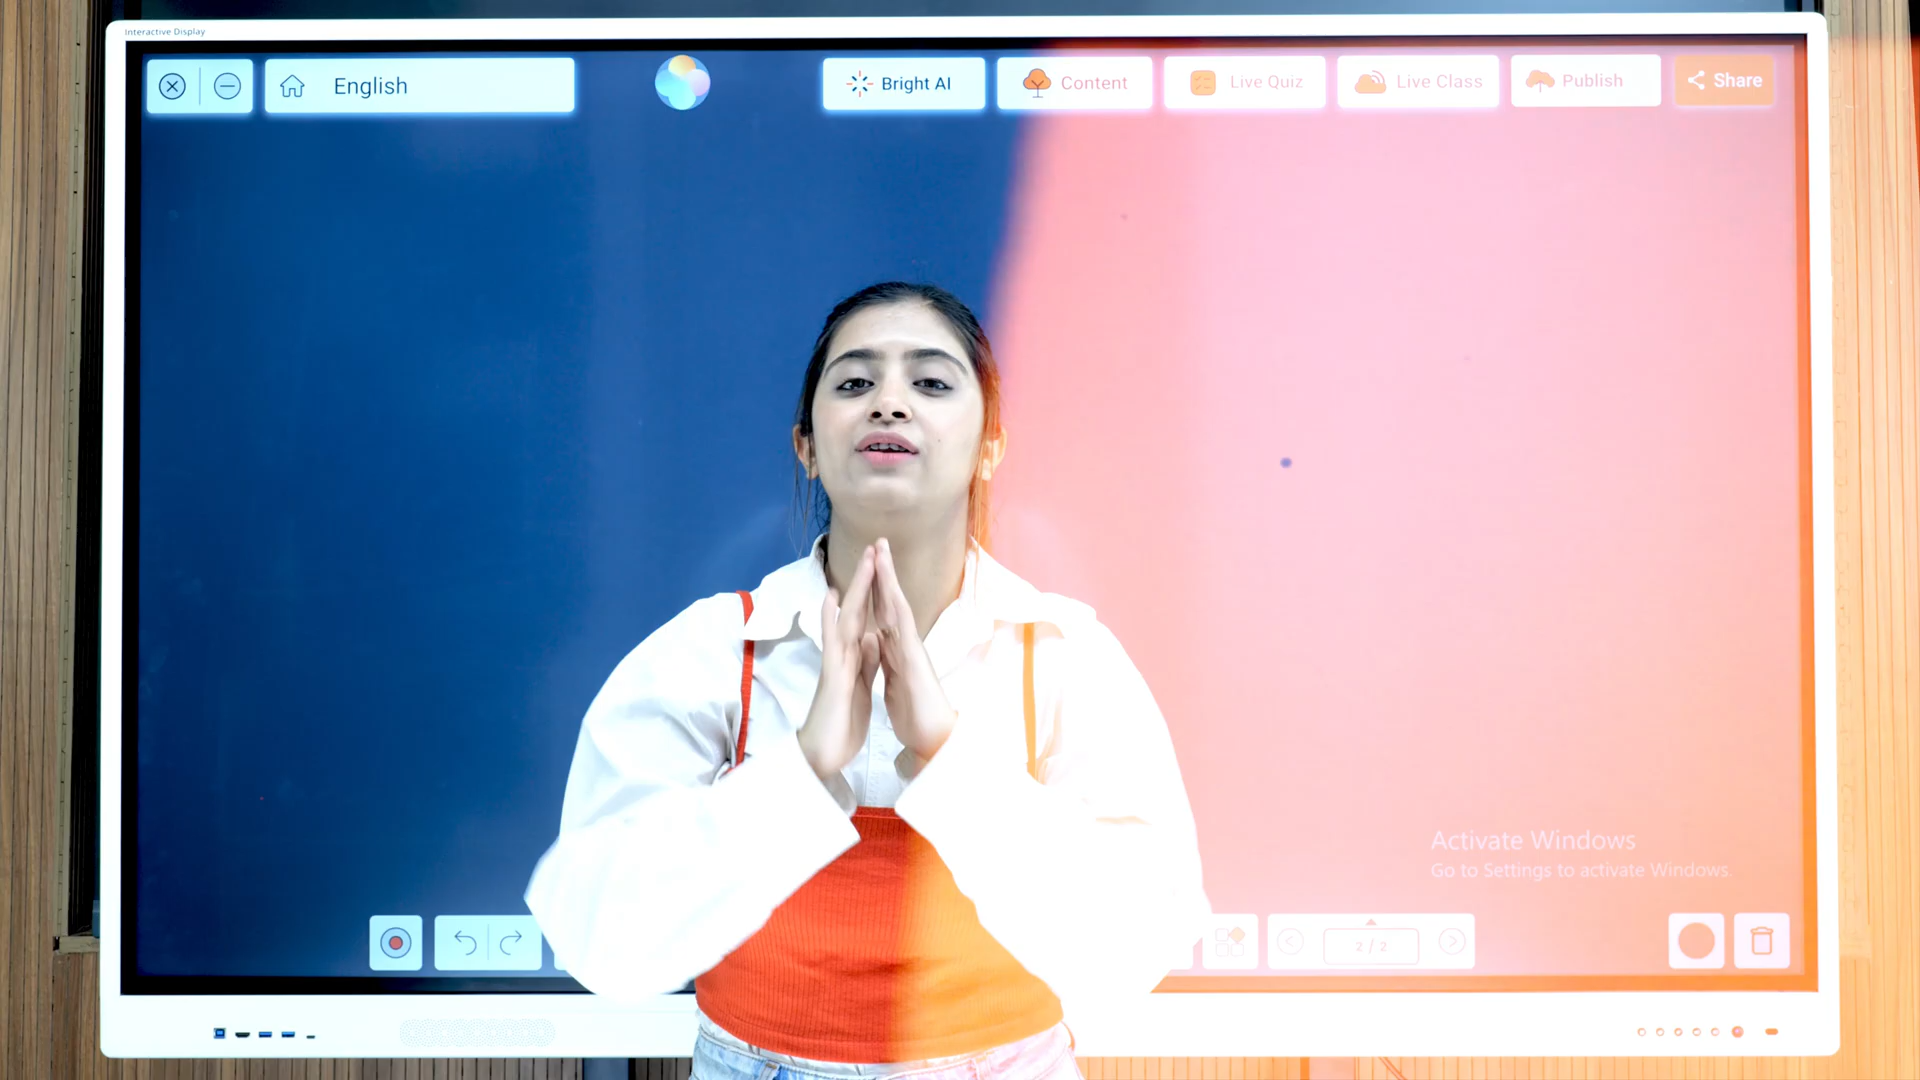 Interactive Display
English
Bright AI
Content
Live Quiz
Live Class
Publish
Share
Activate Windows
Go to Settings to activate Windows.
2 / 2